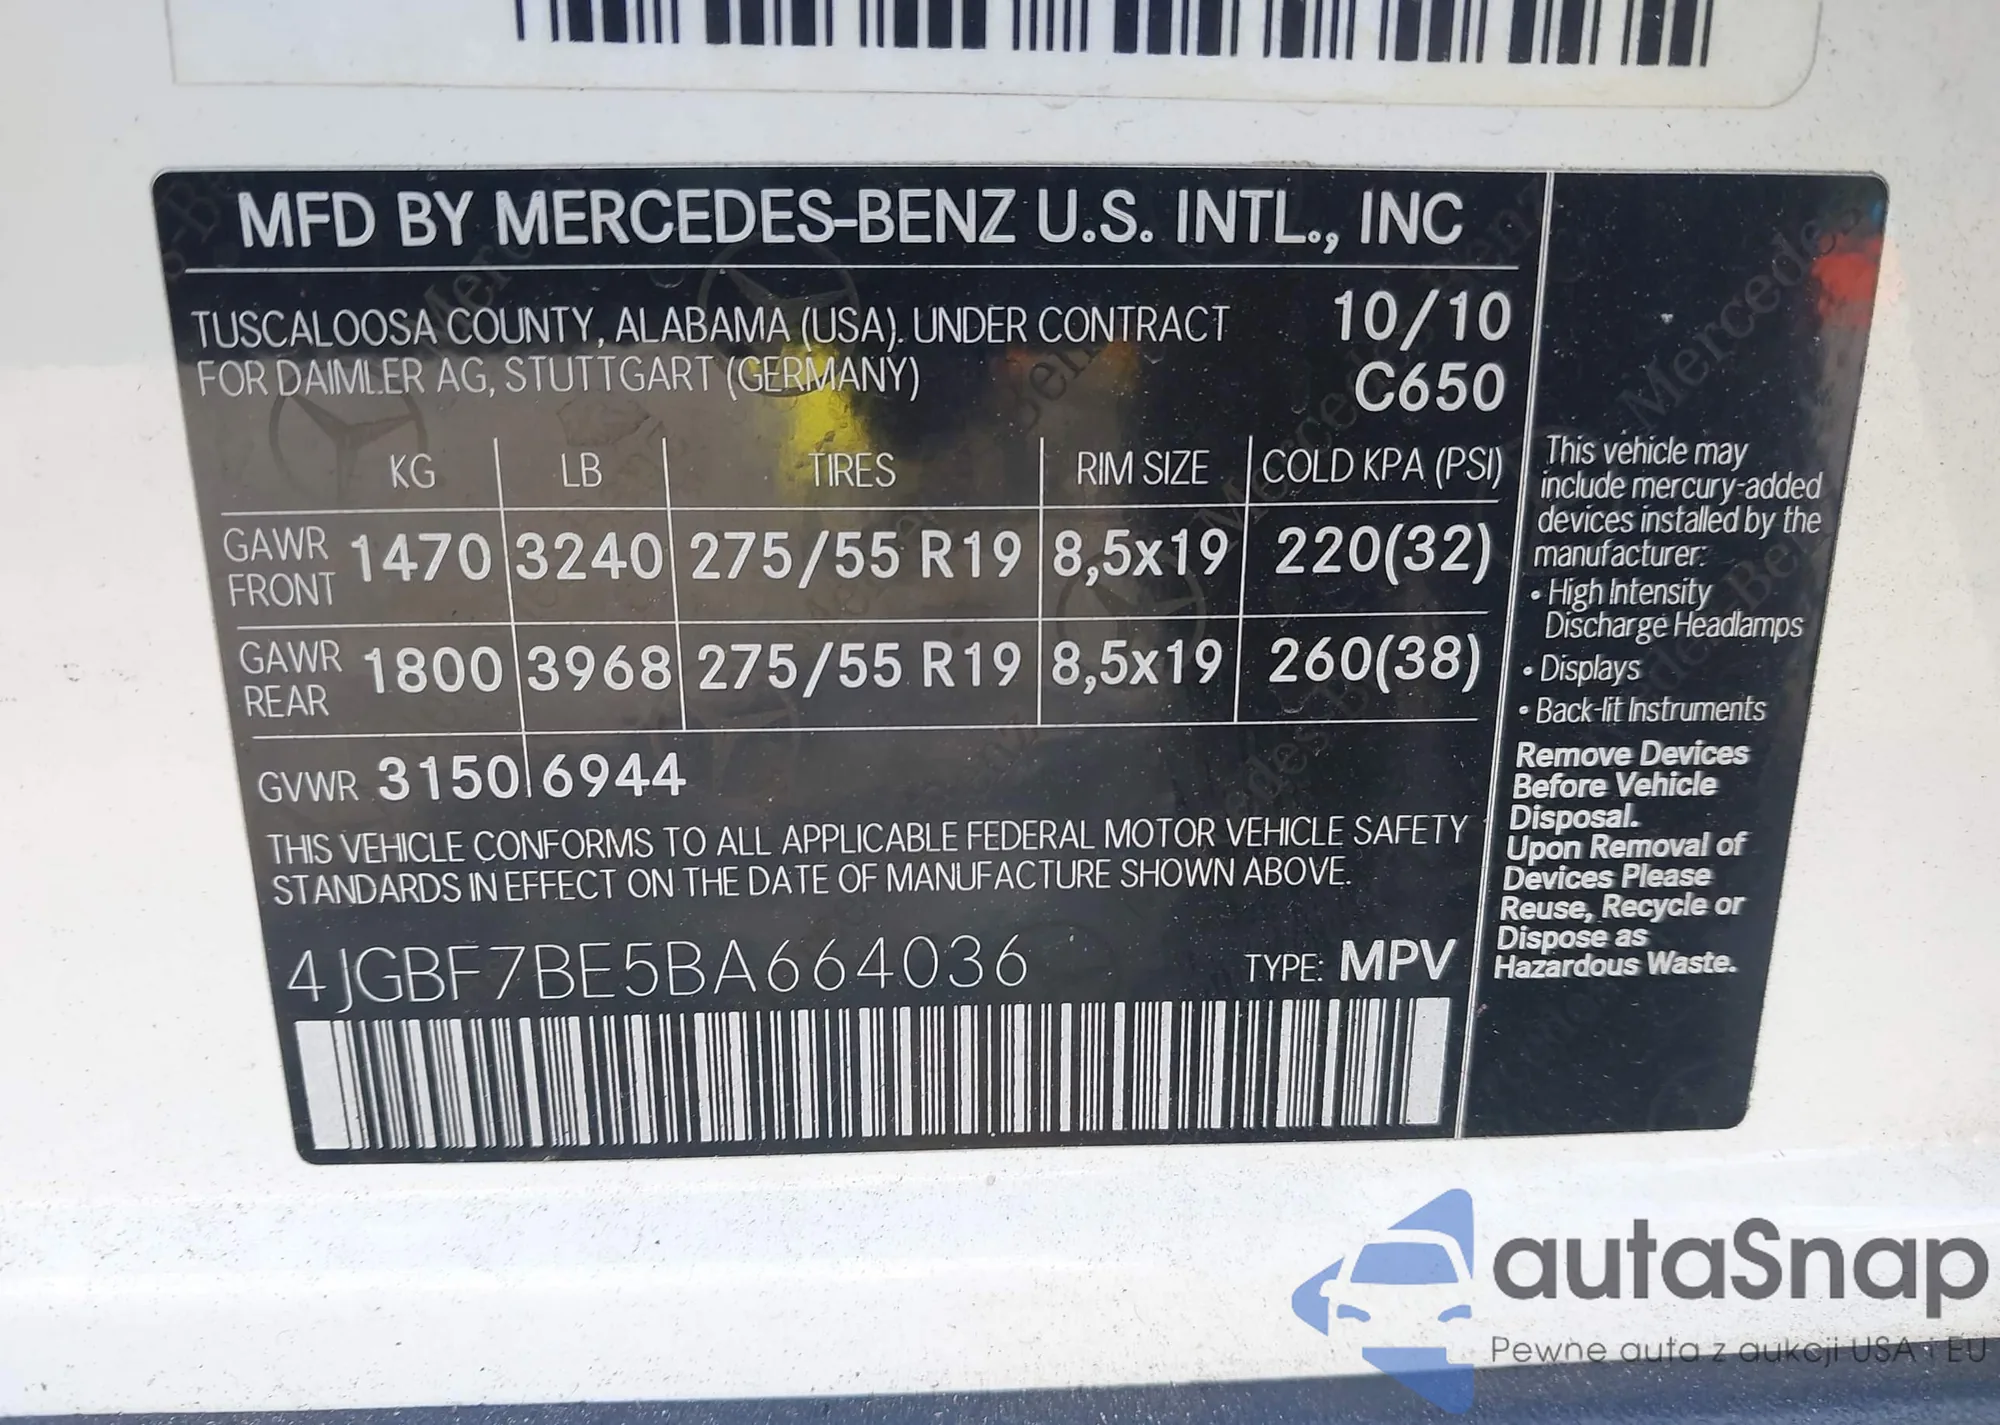 MFD BY MERCEDES-BENZ U.S. INTL., INC
TUSCALOOSA COUNTY, ALABAMA (USA). UNDER CONTRACT
FOR DAIMLER AG, STUTTGART (GERMANY)
10/10
C650
KG LB TIRES RIM SIZE COLD KPA (PSI)
GAWR FRONT 1470 3240 275/55 R19 8,5x19 220(32)
GAWR REAR 1800 3968 275/55 R19 8,5x19 260(38)
GVWR 3150 6944
THIS VEHICLE CONFORMS TO ALL APPLICABLE FEDERAL MOTOR VEHICLE SAFETY
STANDARDS IN EFFECT ON THE DATE OF MANUFACTURE SHOWN ABOVE.
4JGBF7BE5BA664036
TYPE: MPV
This vehicle may
include mercury-added
devices installed by the
manufacturer:
• High Intensity
Discharge Headlamps
• Displays
• Back-lit Instruments
Remove Devices
Before Vehicle
Disposal.
Upon Removal of
Devices Please
Reuse, Recycle or
Dispose as
Hazardous Waste.
autaSnap
Pewne auta z aukcji USA i EU